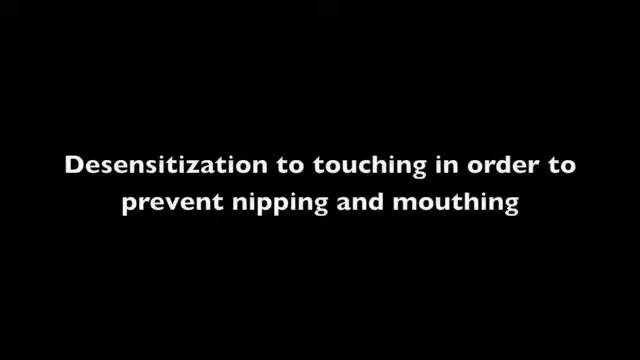 Desensitization to touching in order to
prevent nipping and mouthing